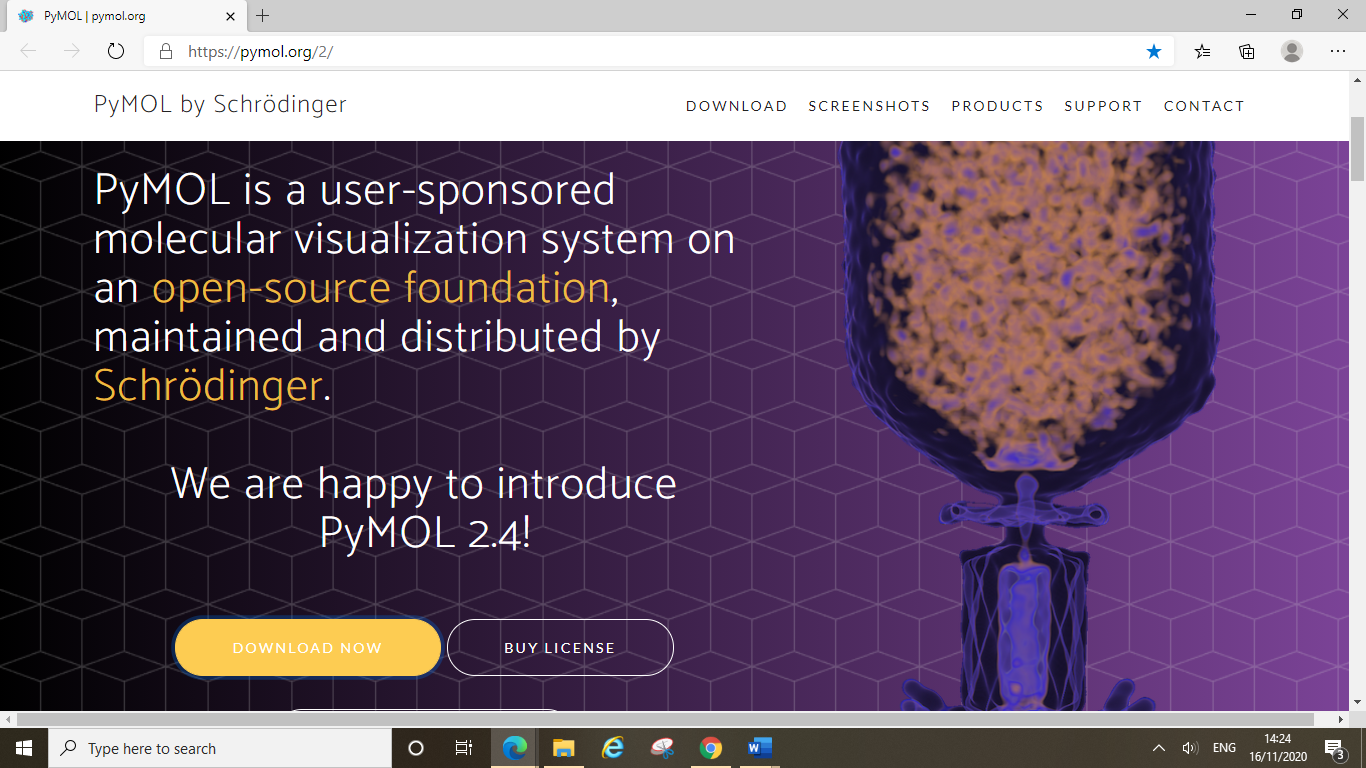 PyMOL | pymol.org
https://pymol.org/2/
PyMOL by Schrödinger
DOWNLOAD SCREENSHOTS PRODUCTS SUPPORT CONTACT
PyMOL is a user-sponsored
molecular visualization system on
an open-source foundation,
maintained and distributed by
Schrödinger.
We are happy to introduce
PyMOL 2.4!
DOWNLOAD NOW BUY LICENSE
Type here to search
ENG
14:24
16/11/2020
3